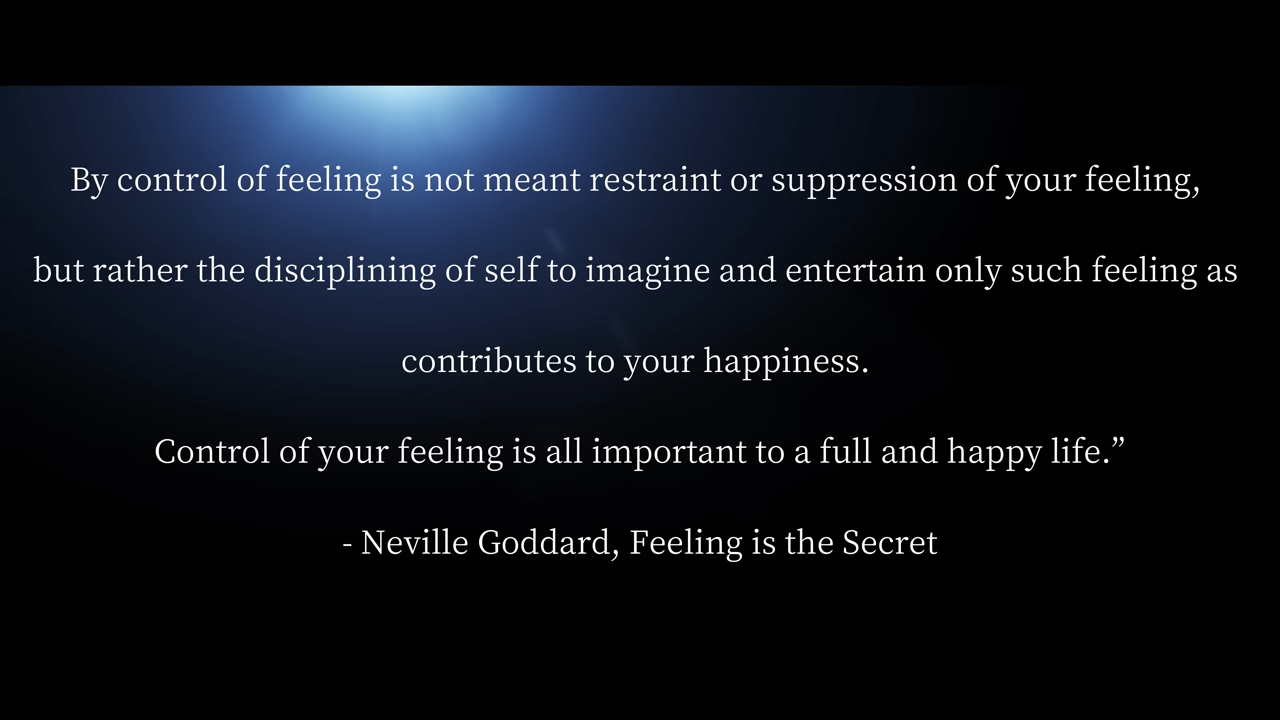 By control of feeling is not meant restraint or suppression of your feeling,
but rather the disciplining of self to imagine and entertain only such feeling as
contributes to your happiness.
Control of your feeling is all important to a full and happy life.”
- Neville Goddard, Feeling is the Secret